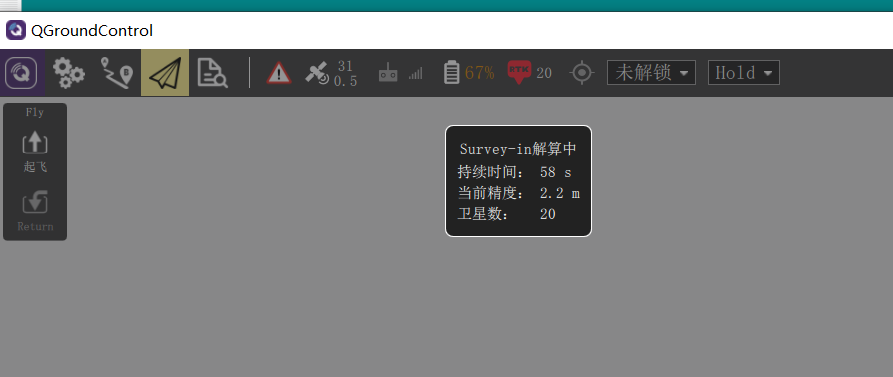 QGroundControl
31
0.5
67%
RTK
20
未解锁
Hold
Fly
起飞
Return
Survey-in解算中
持续时间： 58 s
当前精度： 2.2 m
卫星数： 20